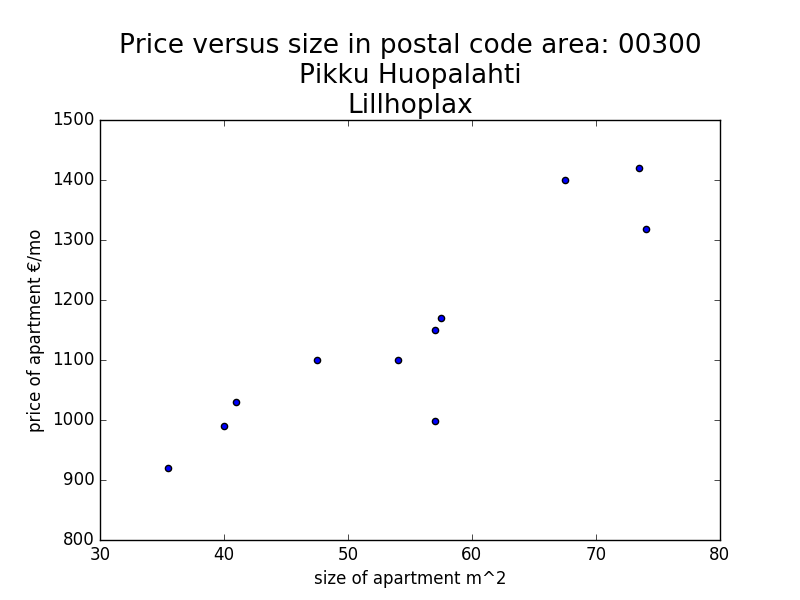 Price versus size in postal code area: 00300
Pikku Huopalahti
Lillhoplax
1500
1400
1300
1200
1100
1000
900
800
price of apartment €/mo
30 40 50 60 70 80
size of apartment m^2